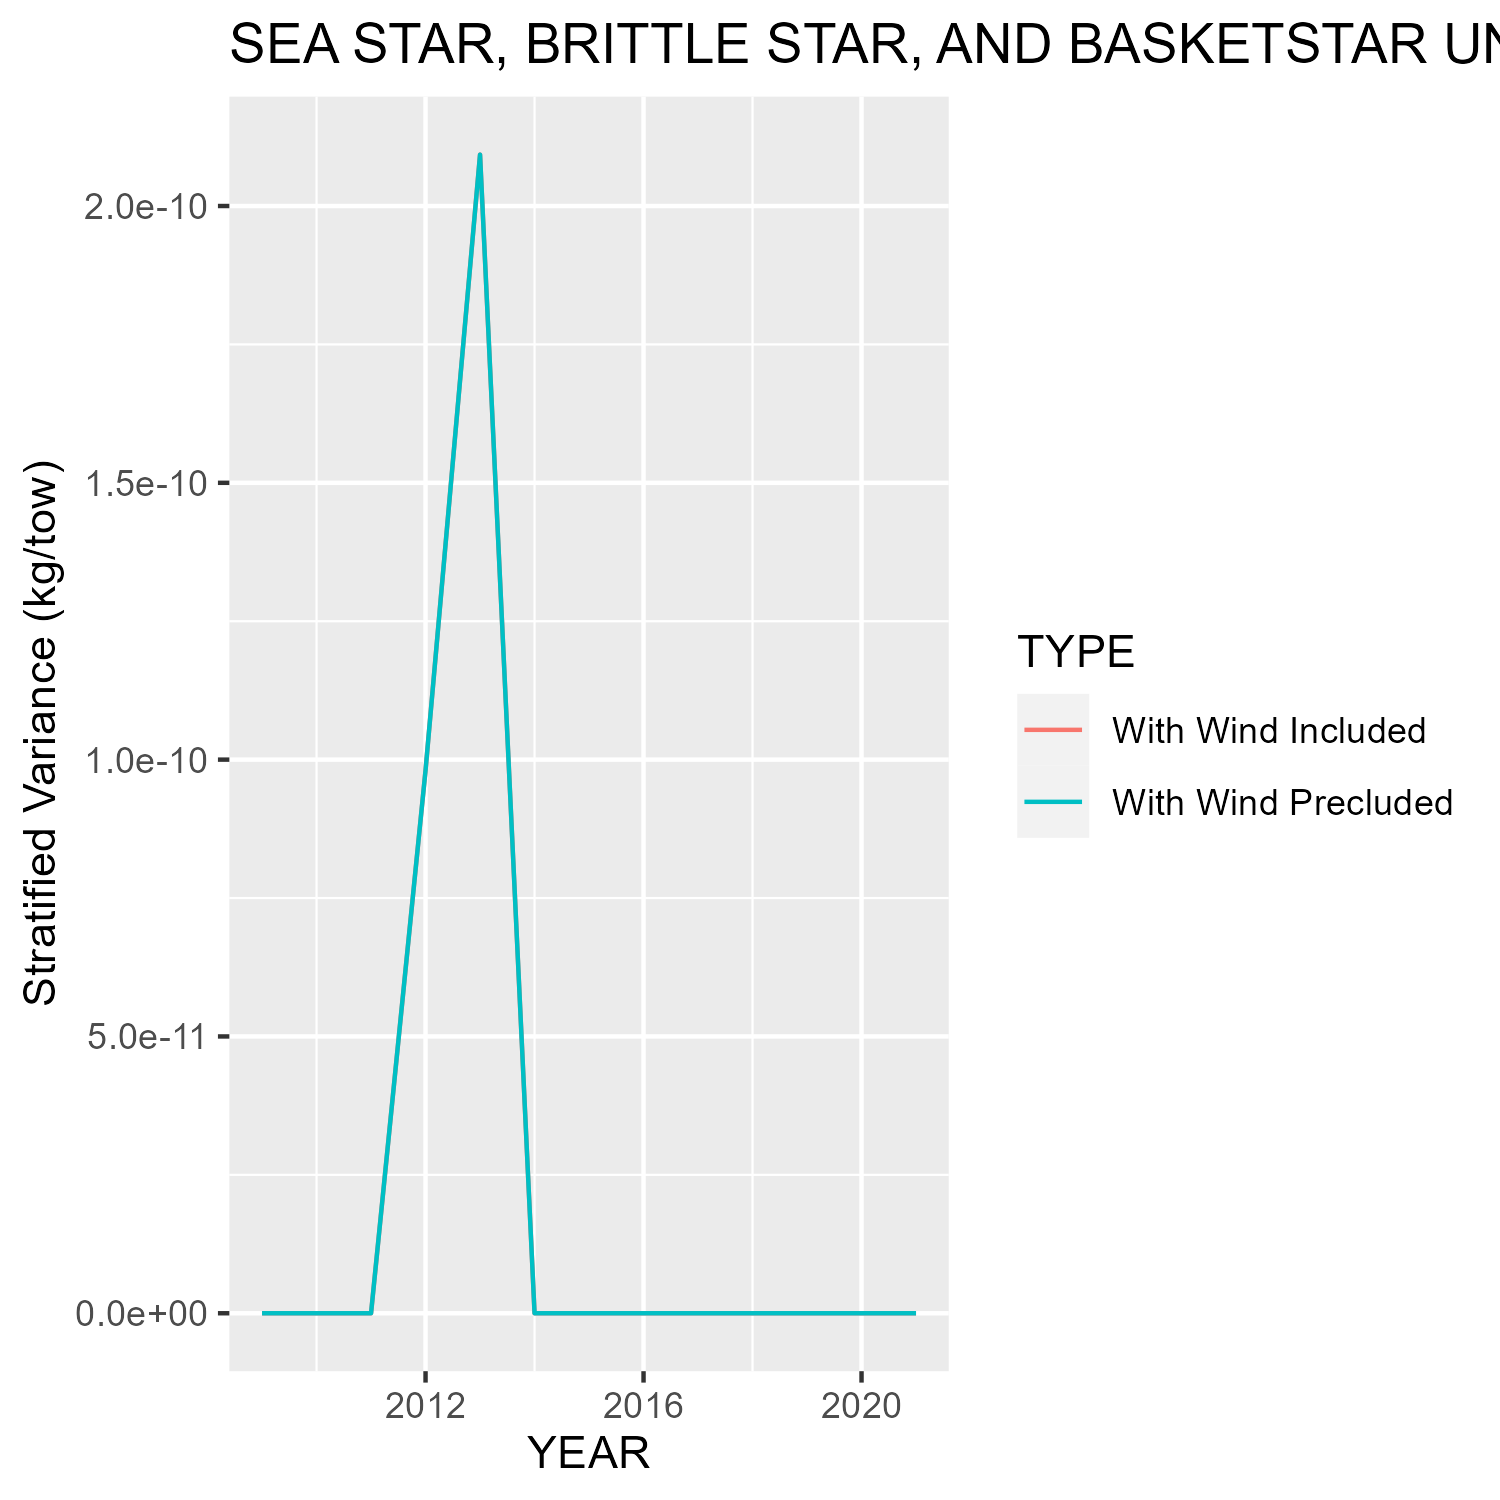 SEA STAR, BRITTLE STAR, AND BASKETSTAR
Stratified Variance (kg/tow)
2.0e-10
1.5e-10
1.0e-10
5.0e-11
0.0e+00
2012 2016 2020
YEAR
TYPE
With Wind Included
With Wind Precluded